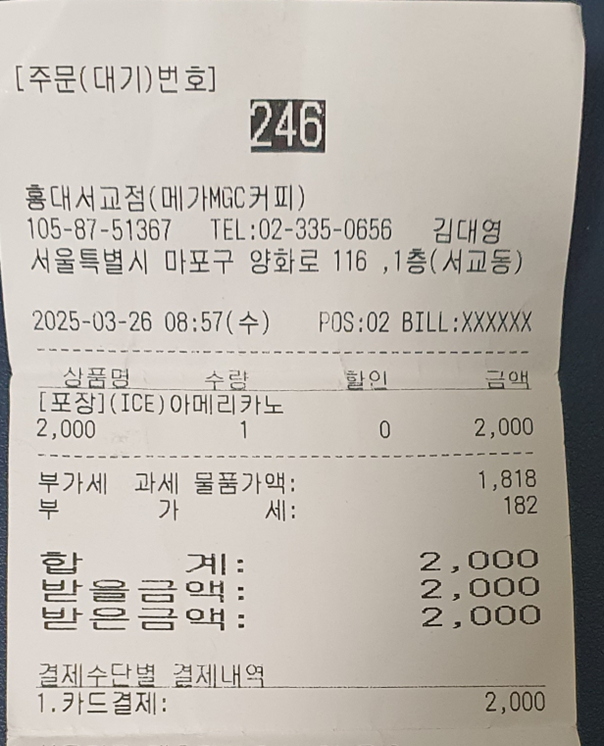 [주문(대기)번호]
246
홍대서교점(메가MGC커피)
105-87-51367 TEL:02-335-0656 김대영
서울특별시 마포구 양화로 116 ,1층(서교동)
2025-03-26 08:57(수) POS:02 BILL:XXXXXX
상품명 수량 할인 금액
[포장](ICE)아메리카노
2,000 1 0 2,000
부가세 과세 물품가액: 1,818
부 가 세: 182
합 계: 2,000
받을금액: 2,000
받은금액: 2,000
결제수단별 결제내역
1.카드결제: 2,000